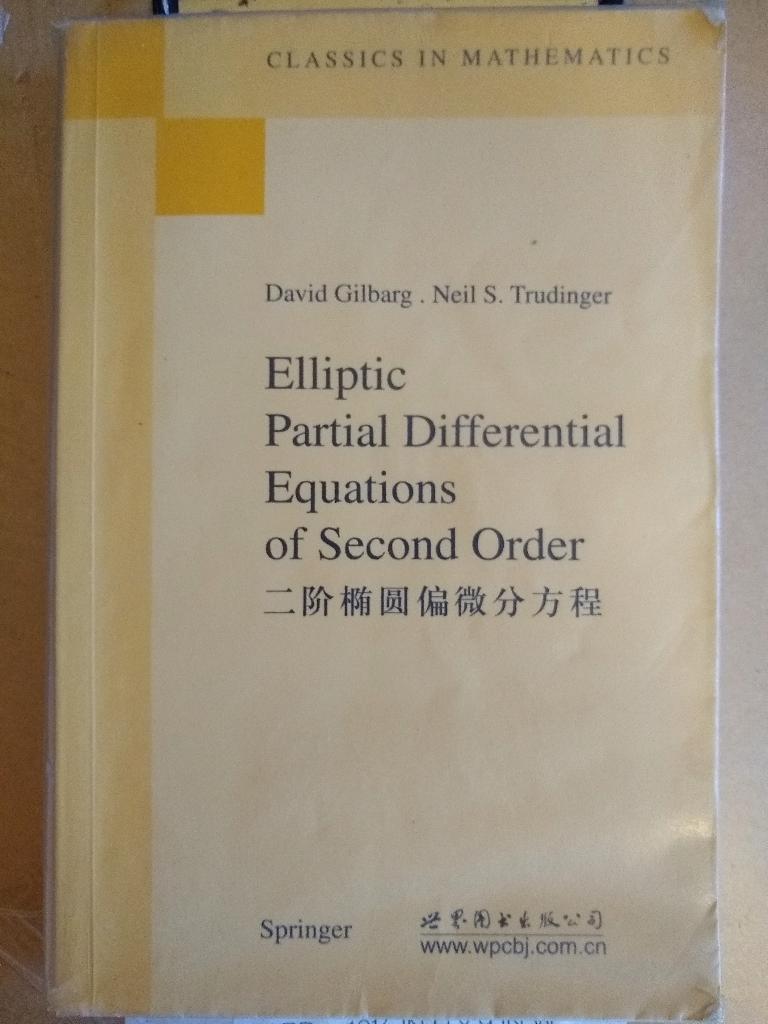 CLASSICS IN MATHEMATICS
David Gilbarg . Neil S. Trudinger
Elliptic
Partial Differential
Equations
of Second Order
二阶椭圆偏微分方程
Springer
世界图书出版公司
www.wpcbj.com.cn